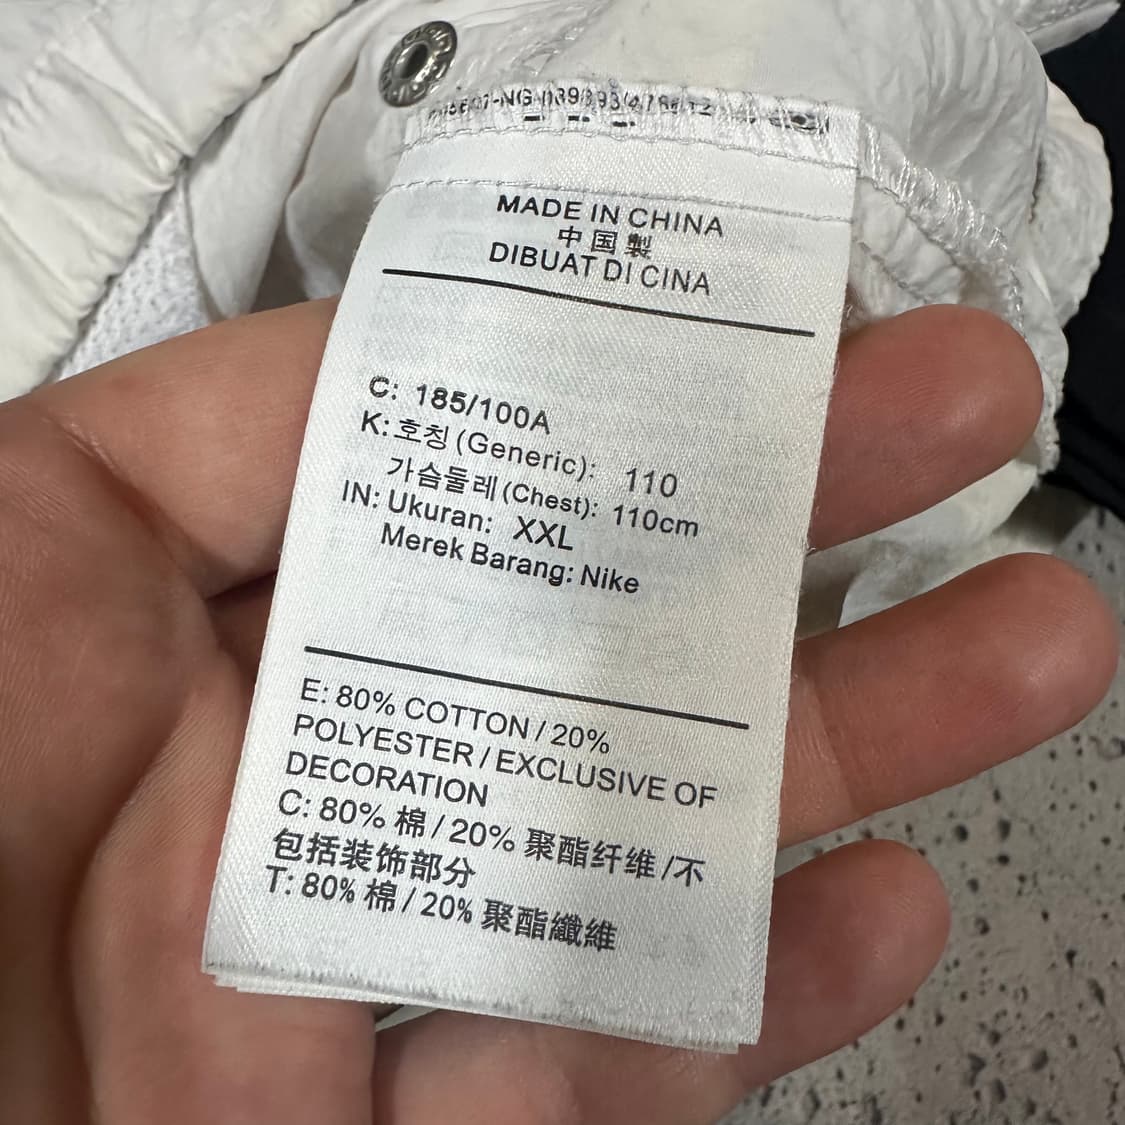 MADE IN CHINA
中国製
DIBUAT DI CINA
C: 185/100A
K: 호칭 (Generic): 110
가슴둘레 (Chest): 110cm
IN: Ukuran: XXL
Merek Barang: Nike
E: 80% COTTON / 20%
POLYESTER / EXCLUSIVE OF
DECORATION
C: 80% 棉 / 20% 聚酯纤维 /不
包括装饰部分
T: 80% 棉 / 20% 聚酯纖維